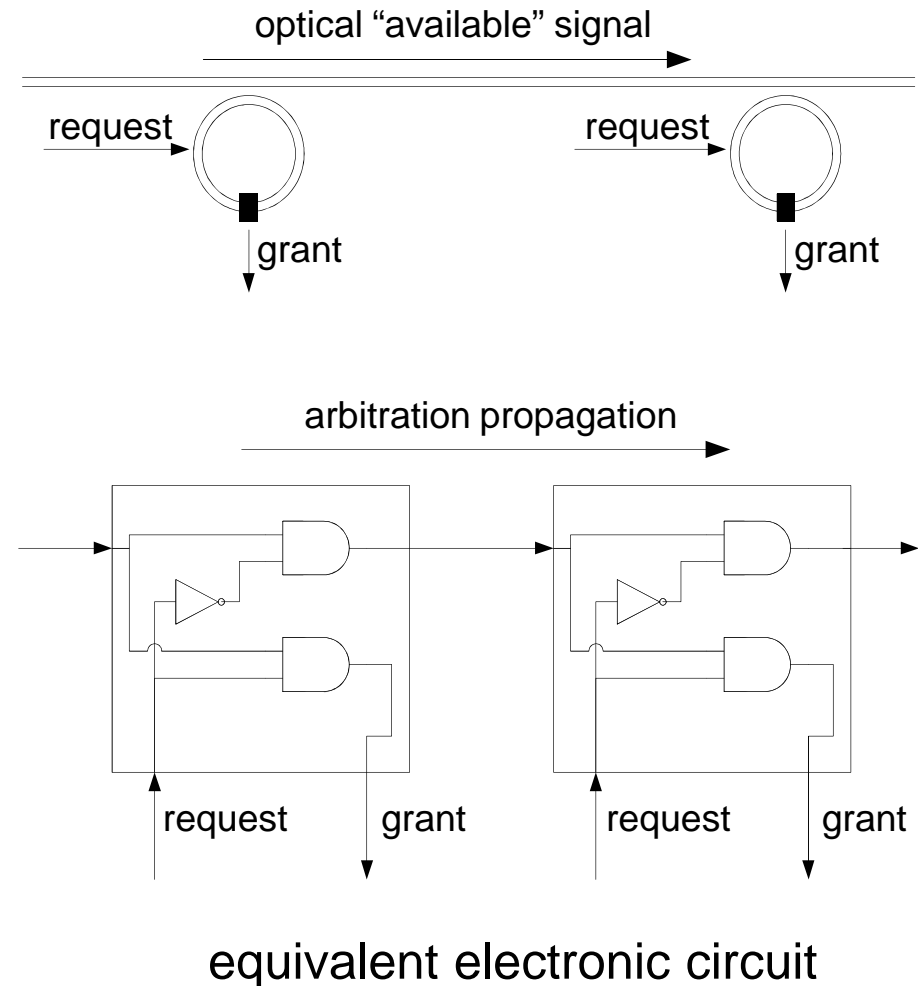 optical “available” signal
request
request
grant
grant
arbitration propagation
request
grant
request
grant
equivalent electronic circuit